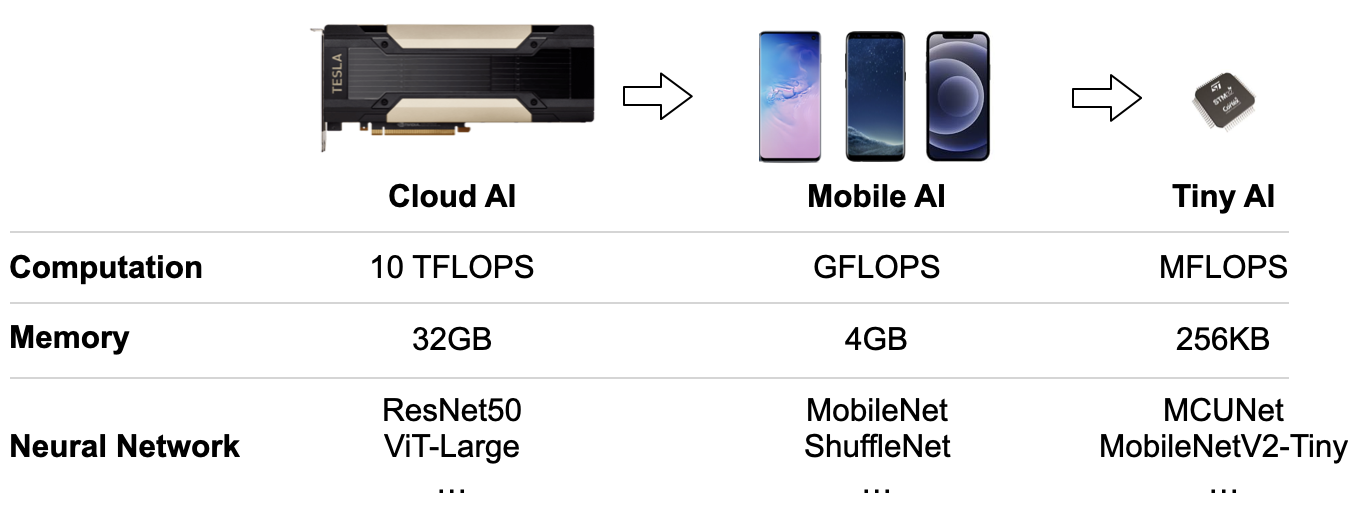 TESLA
Cloud AI Mobile AI Tiny AI
Computation 10 TFLOPS GFLOPS MFLOPS
Memory 32GB 4GB 256KB
ResNet50 MobileNet MCUNet
Neural Network ViT-Large ShuffleNet MobileNetV2-Tiny
... ... ...